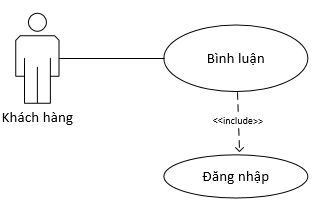 Bình luận
Khách hàng
<<include>>
Đăng nhập